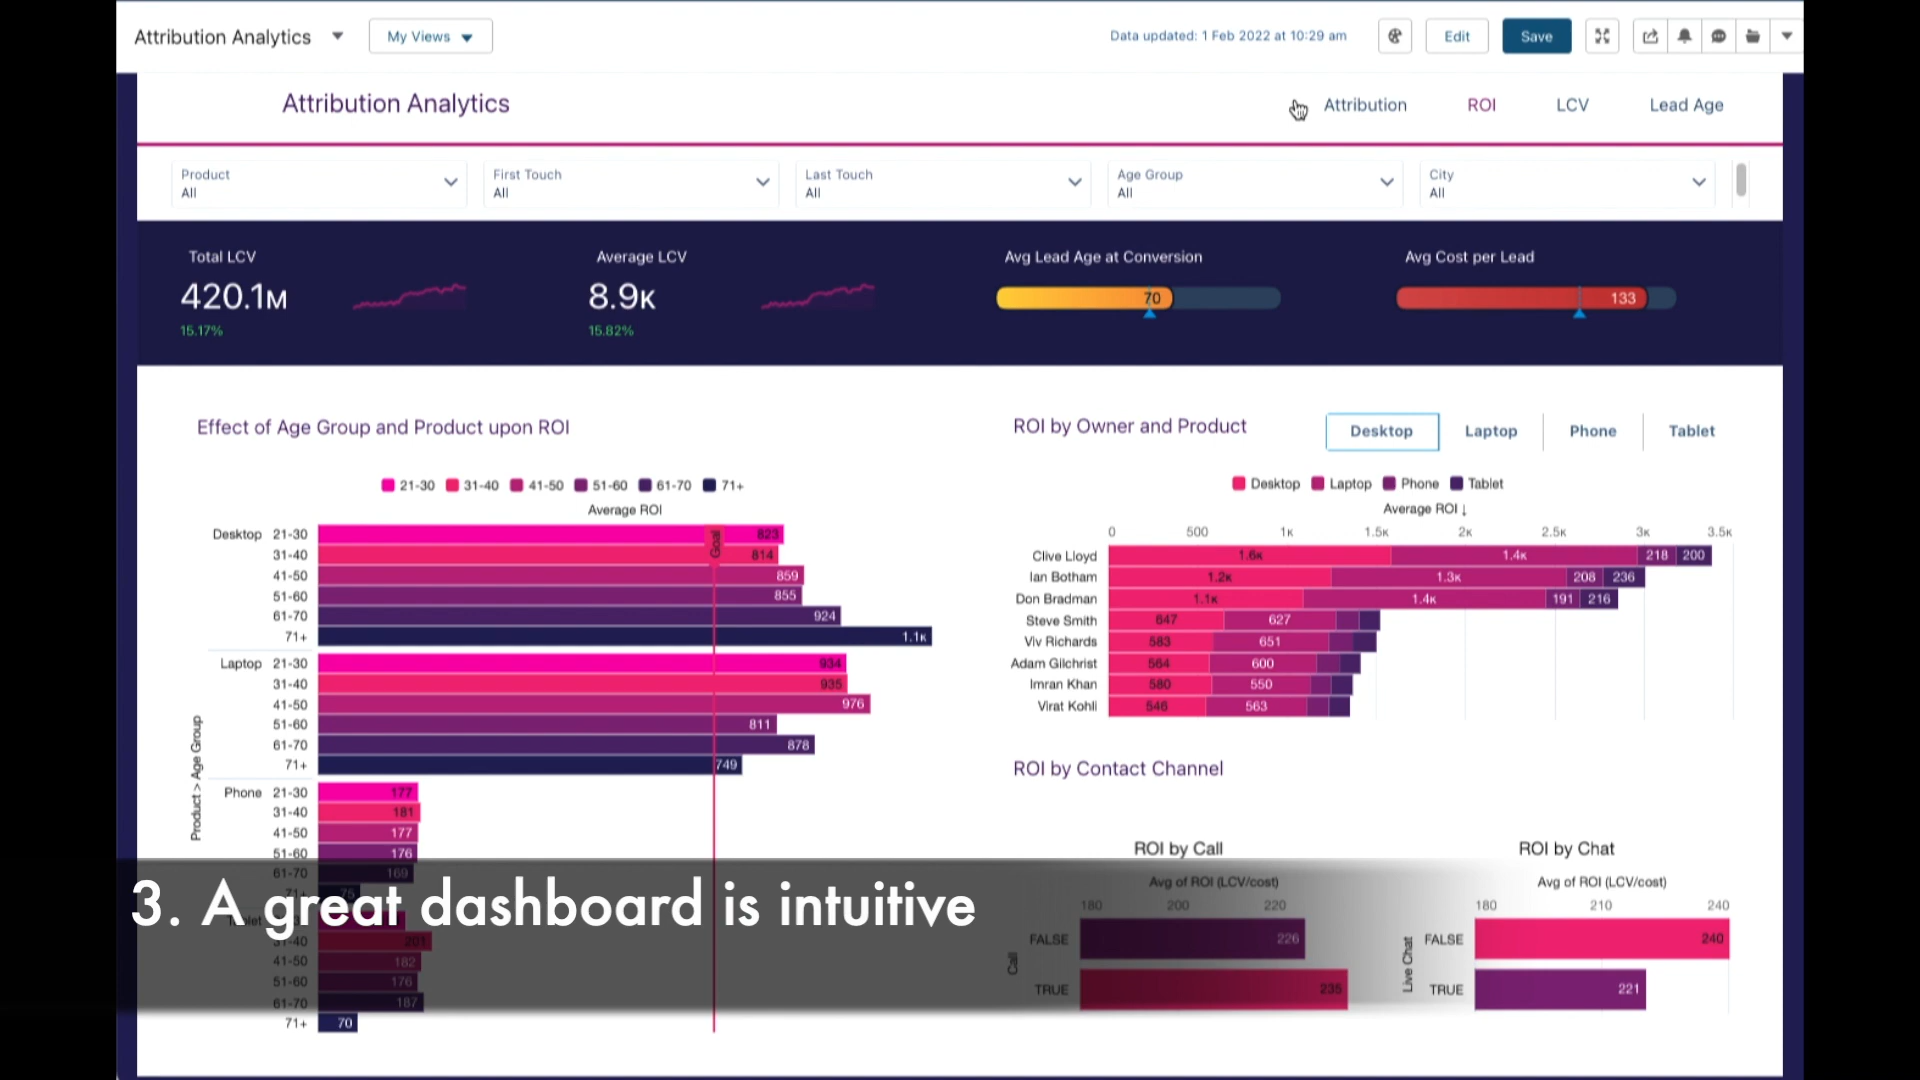 Attribution Analytics
My Views
Data updated: 1 Feb 2022 at 10:29 am
Edit
Save
Attribution Analytics
Attribution ROI LCV Lead Age
Product
All
First Touch
All
Last Touch
All
Age Group
All
City
All
Total LCV
420.1M
15.17%
Average LCV
8.9K
15.82%
Avg Lead Age at Conversion
70
Avg Cost per Lead
133
Effect of Age Group and Product upon ROI
21-30 31-40 41-50 51-60 61-70 71+
Average ROI
Goal
Product > Age Group
Desktop 21-30 823
31-40 814
41-50 859
51-60 855
61-70 924
71+ 1.1K
Laptop 21-30 934
31-40 935
41-50 976
51-60 811
61-70 878
71+ 749
Phone 21-30 177
31-40 181
41-50 177
51-60 176
61-70 169
71+ 75
Tablet
31-40 201
41-50 182
51-60 176
61-70 187
71+ 70
ROI by Owner and Product
Desktop Laptop Phone Tablet
Desktop Laptop Phone Tablet
Average ROI ↓
0 500 1K 1.5K 2K 2.5K 3K 3.5K
Clive Lloyd 1.6K 1.4K 218 200
Ian Botham 1.2K 1.3K 208 236
Don Bradman 1.1K 1.4K 191 216
Steve Smith 647 627
Viv Richards 583 651
Adam Gilchrist 564 600
Imran Khan 580 550
Virat Kohli 546 563
ROI by Contact Channel
ROI by Call
Avg of ROI (LCV/cost)
180 200 220
Call
FALSE 226
TRUE 235
ROI by Chat
Avg of ROI (LCV/cost)
180 210 240
Live Chat
FALSE 240
TRUE 221
3. A great dashboard is intuitive